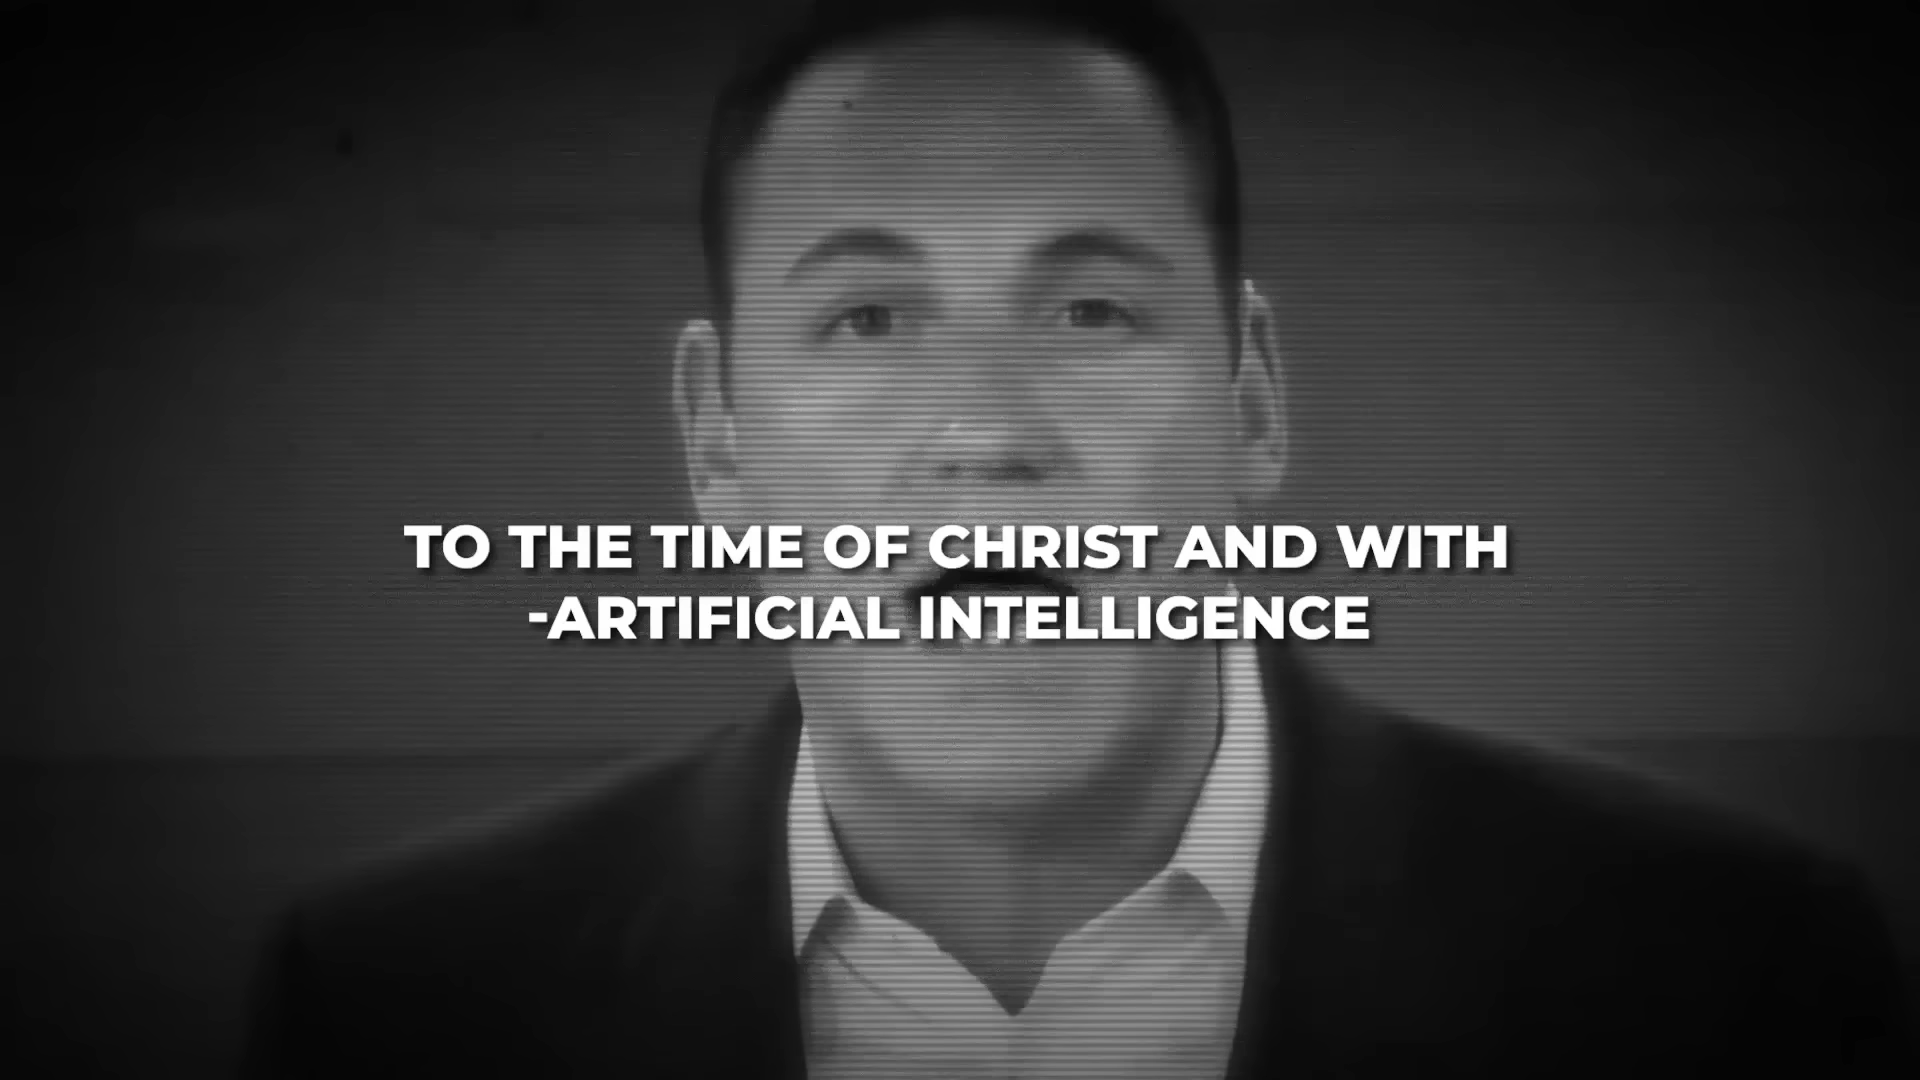 TO THE TIME OF CHRIST AND WITH
-ARTIFICIAL INTELLIGENCE